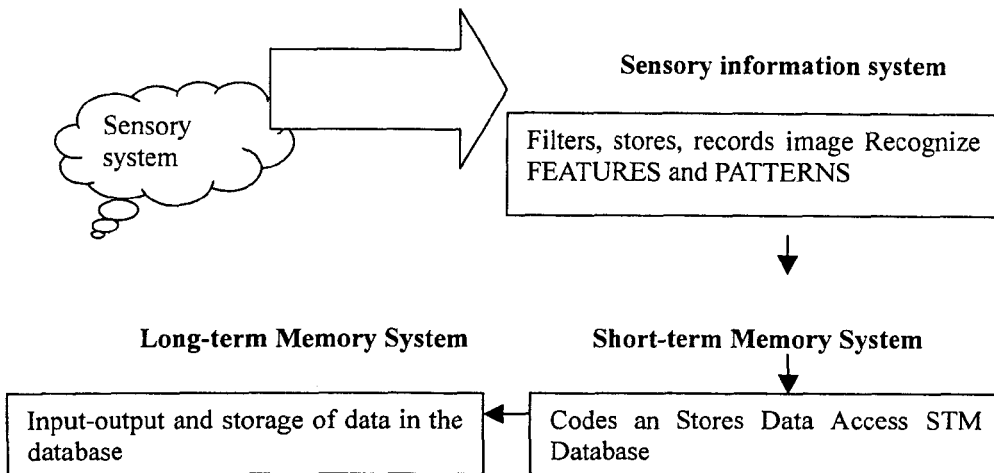 Sensory information system
Sensory
system
Filters, stores, records image Recognize
FEATURES and PATTERNS
Long-term Memory System
Short-term Memory System
Input-output and storage of data in the
database
Codes an Stores Data Access STM
Database